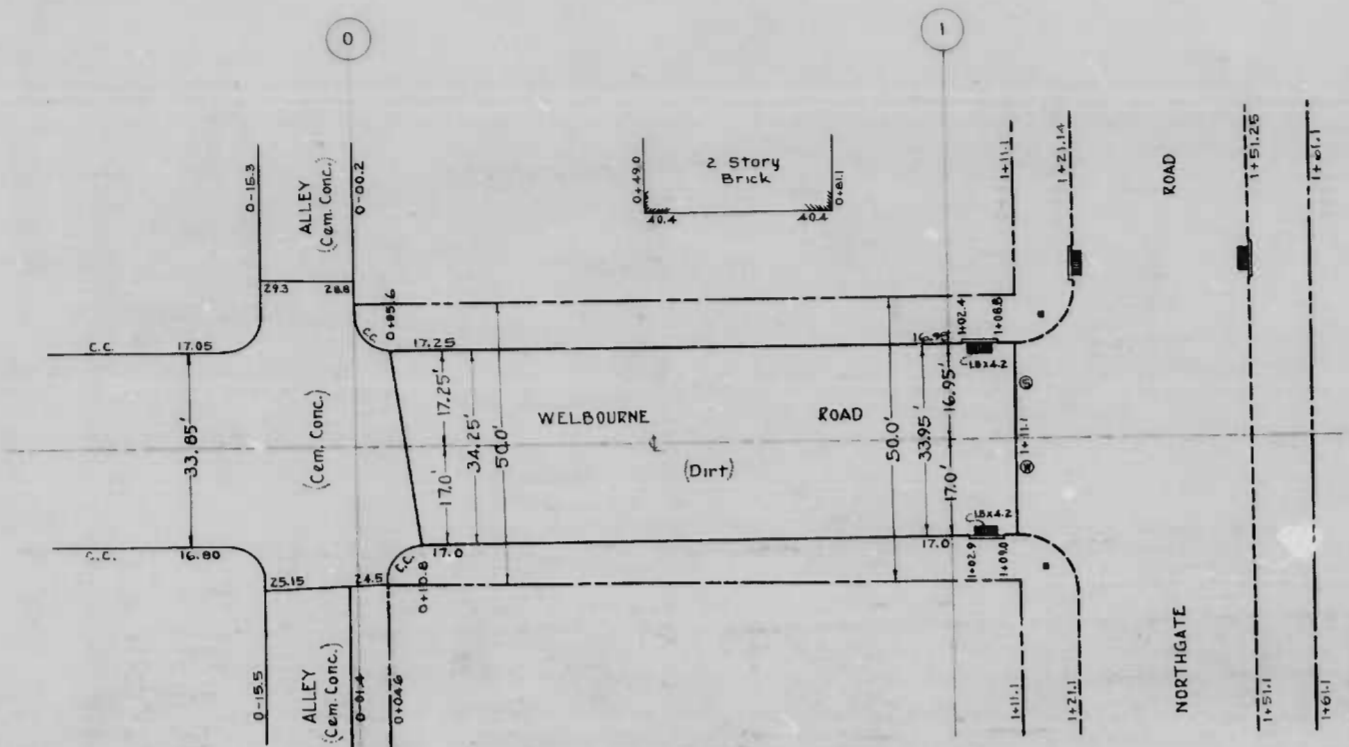 0
1
0-15.3
ALLEY
(Cem. Conc.)
0-00.2
29.3
28.8
0+49.0
2 Story
Brick
0+81.1
40.4
40.4
1+11.1
1+21.14
ROAD
1+51.25
1+61.1
C.C.
17.05
C.C.
0+05.6
17.25
1+02.4
1+08.8
C
1.8x4.2
33.85'
(Cem. Conc.)
17.25'
17.0'
34.25'
50.0'
WELBOURNE
ROAD
(Dirt)
50.0'
33.95'
16.95'
17.0'
1+11.1
C.C.
16.80
25.15
24.5
C.C.
0+10.8
17.0
17.0
C
1.8x4.2
1+02.9
1+09.0
0-15.5
ALLEY
(Cem. Conc.)
0-01.4
0+04.6
1+11.1
1+21.1
NORTHGATE
1+51.1
1+61.1